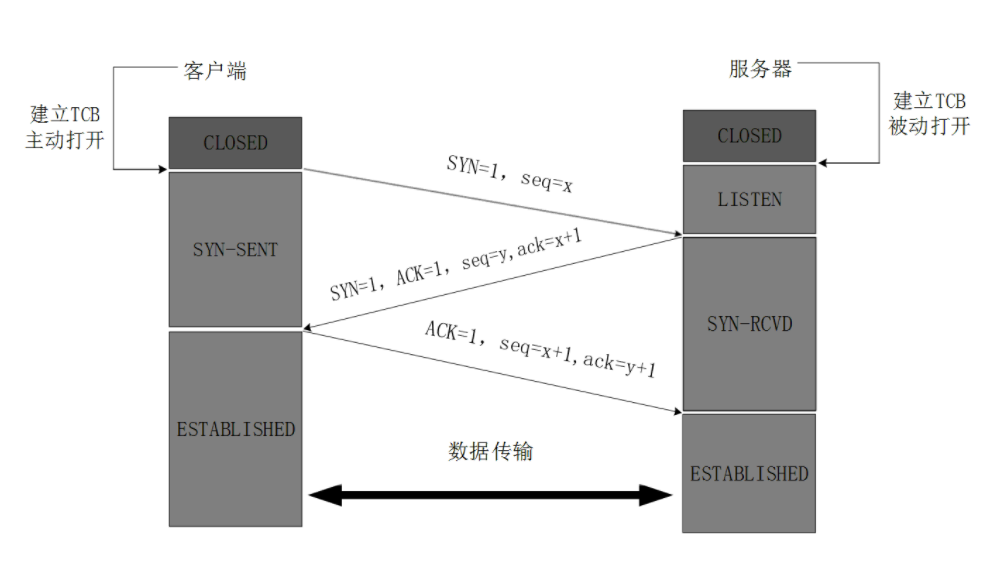 客户端
服务器
建立TCB
主动打开
建立TCB
被动打开
CLOSED
CLOSED
SYN=1, seq=x
LISTEN
SYN-SENT
SYN=1, ACK=1, seq=y,ack=x+1
SYN-RCVD
ACK=1, seq=x+1,ack=y+1
ESTABLISHED
数据传输
ESTABLISHED